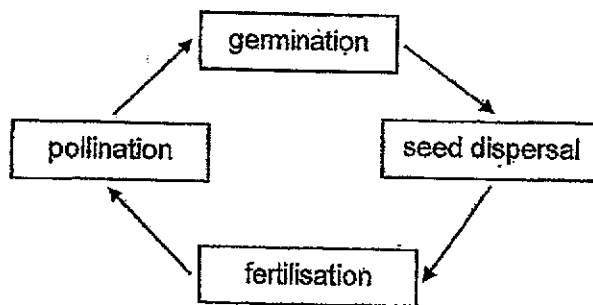 germination
pollination
seed dispersal
fertilisation